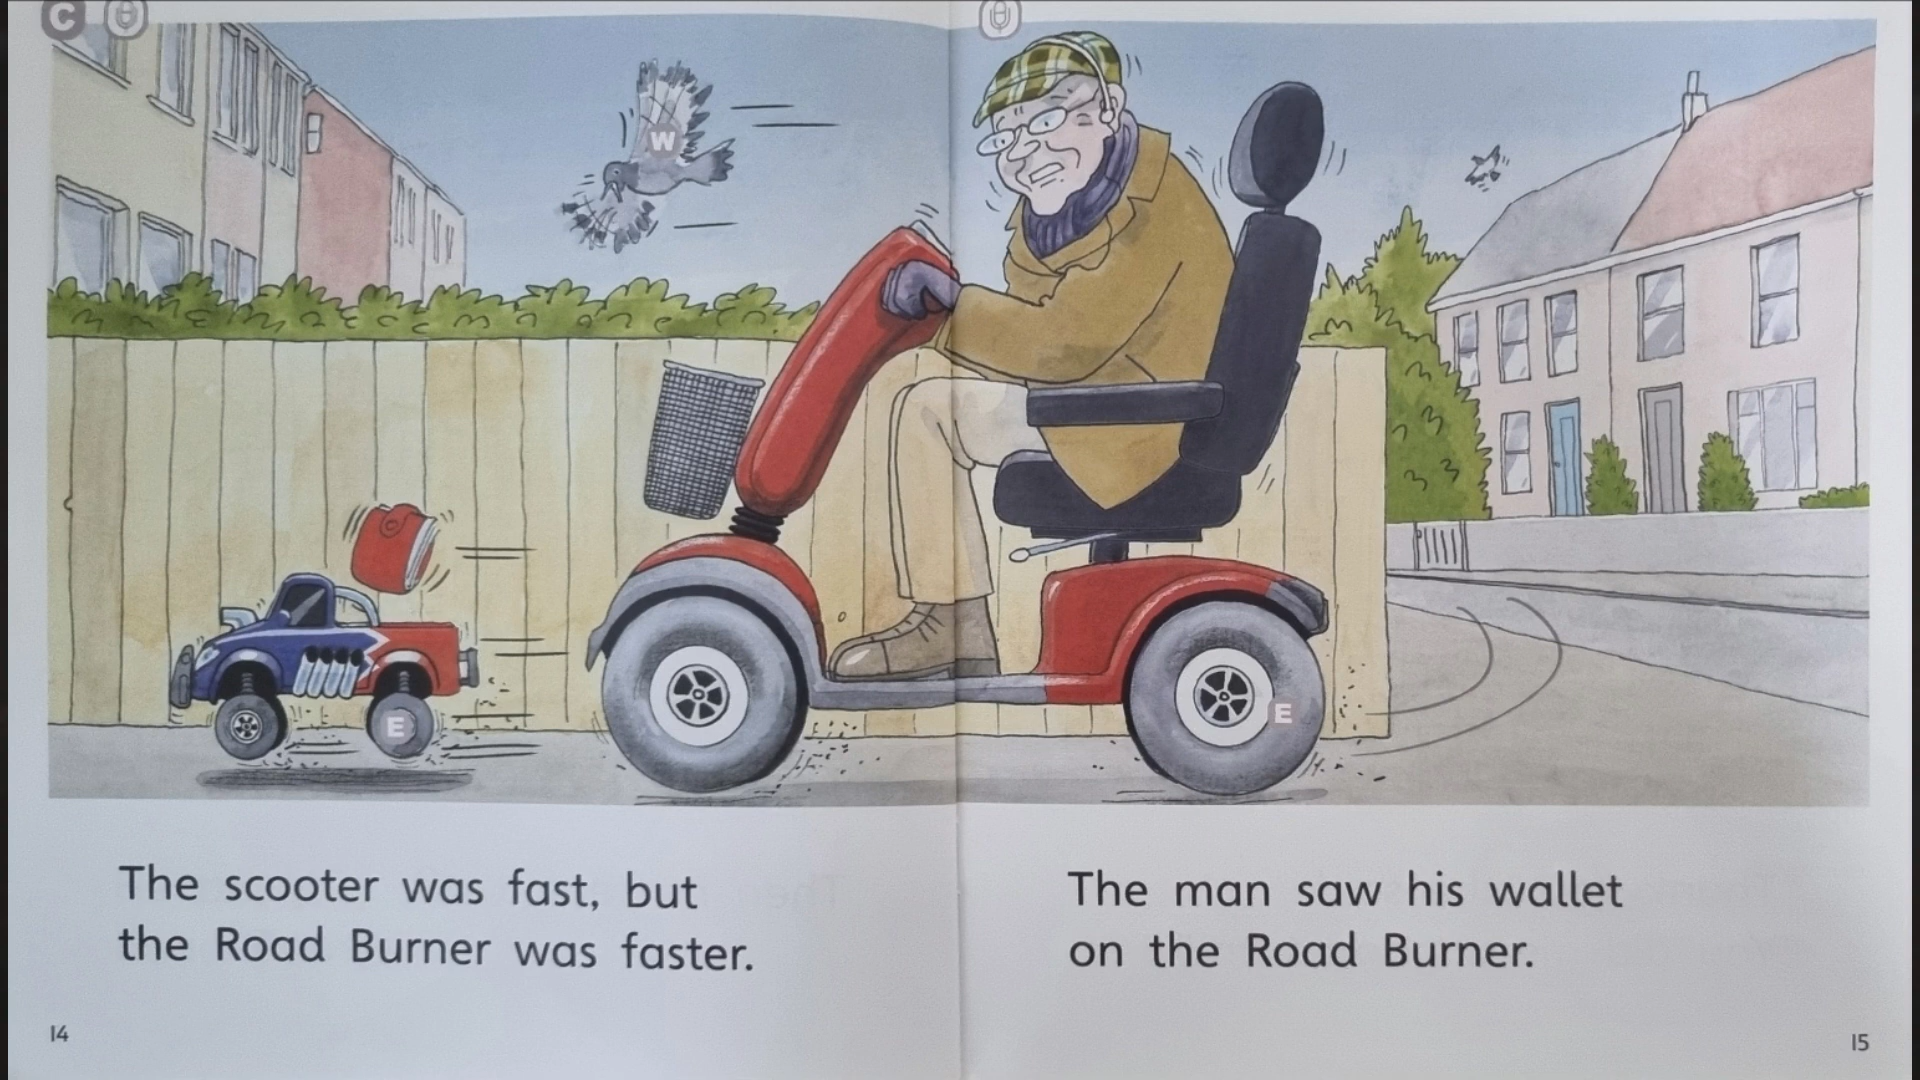 C
W
E
E
The scooter was fast, but
the Road Burner was faster.
14
The man saw his wallet
on the Road Burner.
15